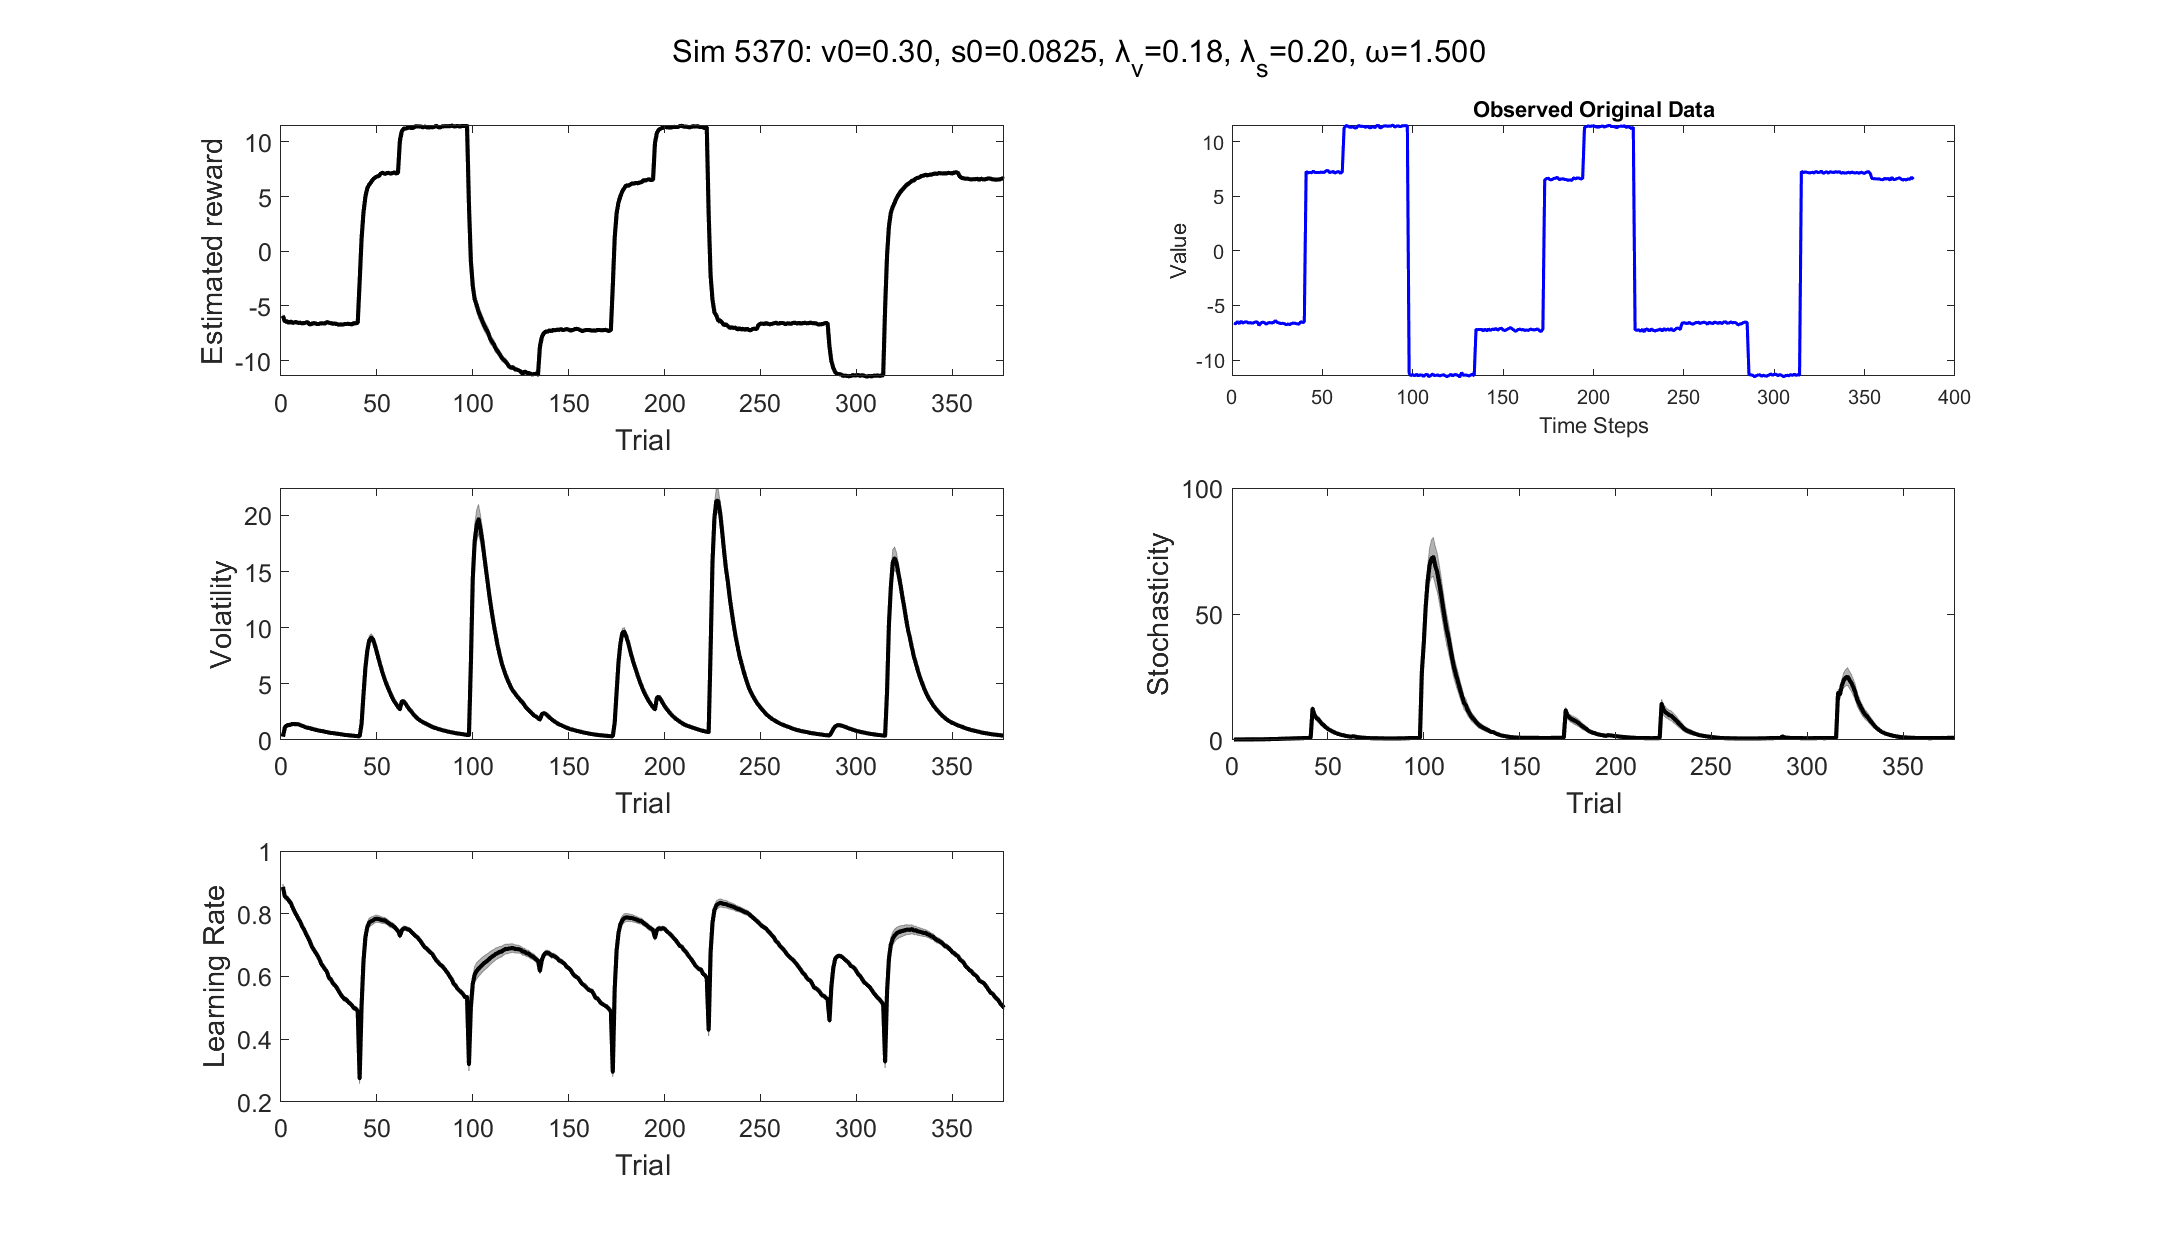 Sim 5370: v0=0.30, s0=0.0825, λv=0.18, λs=0.20, ω=1.500
Estimated reward
10
5
0
-5
-10
0 50 100 150 200 250 300 350
Trial
Observed Original Data
Value
10
5
0
-5
-10
0 50 100 150 200 250 300 350 400
Time Steps
Volatility
20
15
10
5
0
0 50 100 150 200 250 300 350
Trial
Stochasticity
100
50
0
0 50 100 150 200 250 300 350
Trial
Learning Rate
1
0.8
0.6
0.4
0.2
0 50 100 150 200 250 300 350
Trial